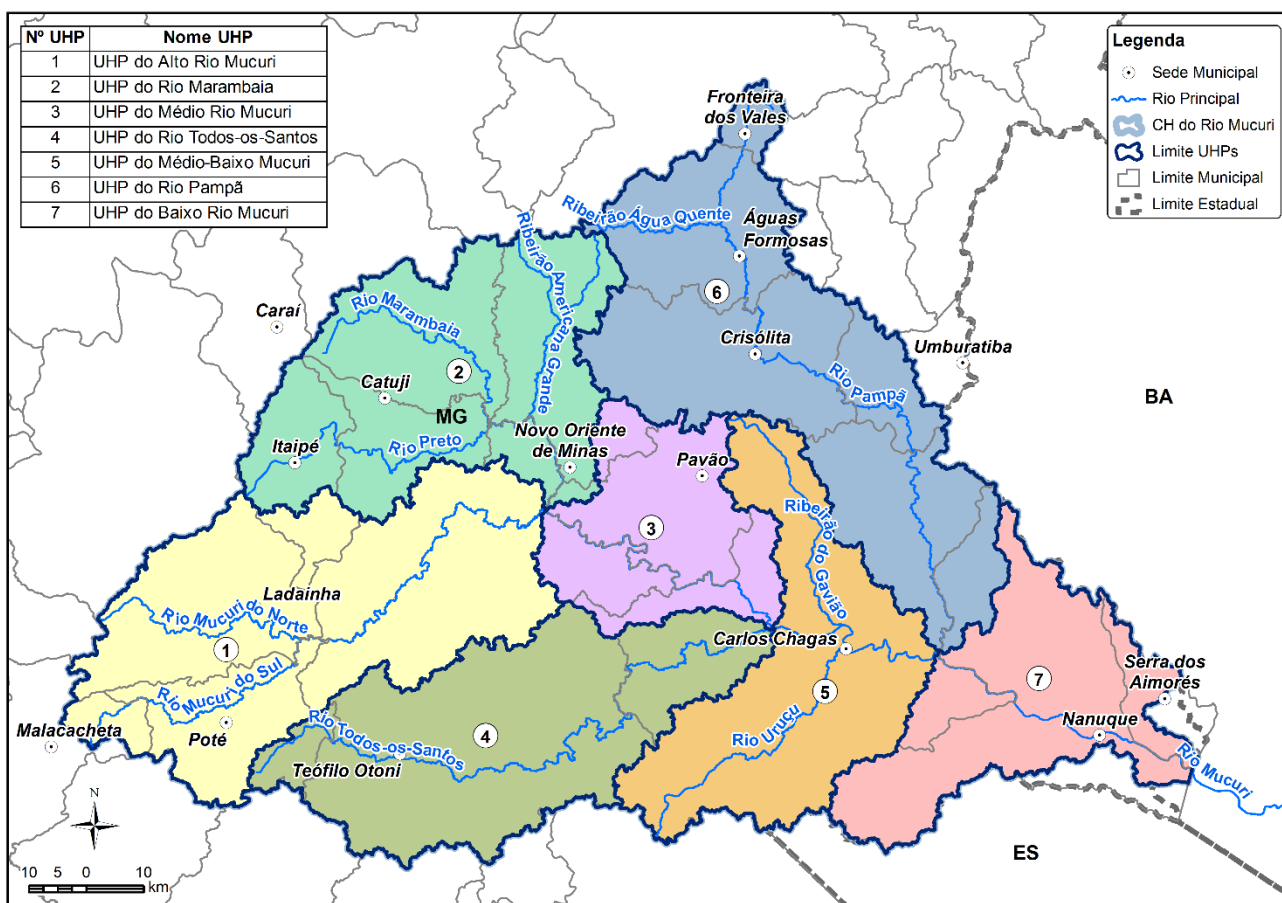 Nº UHP Nome UHP
1 UHP do Alto Rio Mucuri
2 UHP do Rio Marambaia
3 UHP do Médio Rio Mucuri
4 UHP do Rio Todos-os-Santos
5 UHP do Médio-Baixo Mucuri
6 UHP do Rio Pampã
7 UHP do Baixo Rio Mucuri
Legenda
Sede Municipal
Rio Principal
CH do Rio Mucuri
Limite UHPs
Limite Municipal
Limite Estadual
Fronteira
dos Vales
Ribeirão Água Quente
Águas
Formosas
Ribeirão Americana Grande
6
Caraí
Rio Marambaia
Crisólita
Umburatiba
2
Catuji
MG
Rio Pampã
BA
Novo Oriente
de Minas
Rio Preto
Itaipé
Pavão
Ribeirão do Gavião
3
Ladainha
Rio Mucuri do Norte
1
Carlos Chagas
Rio Mucuri do Sul
Serra dos
Aimorés
7
5
Malacacheta
Poté
Rio Todos-os-Santos
4
Rio Uruçu
Nanuque
Teófilo Otoni
Rio Mucuri
N
ES
10 5 0 10
km